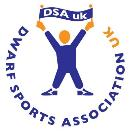 DSA uk
DWARF SPORTS ASSOCIATION UK